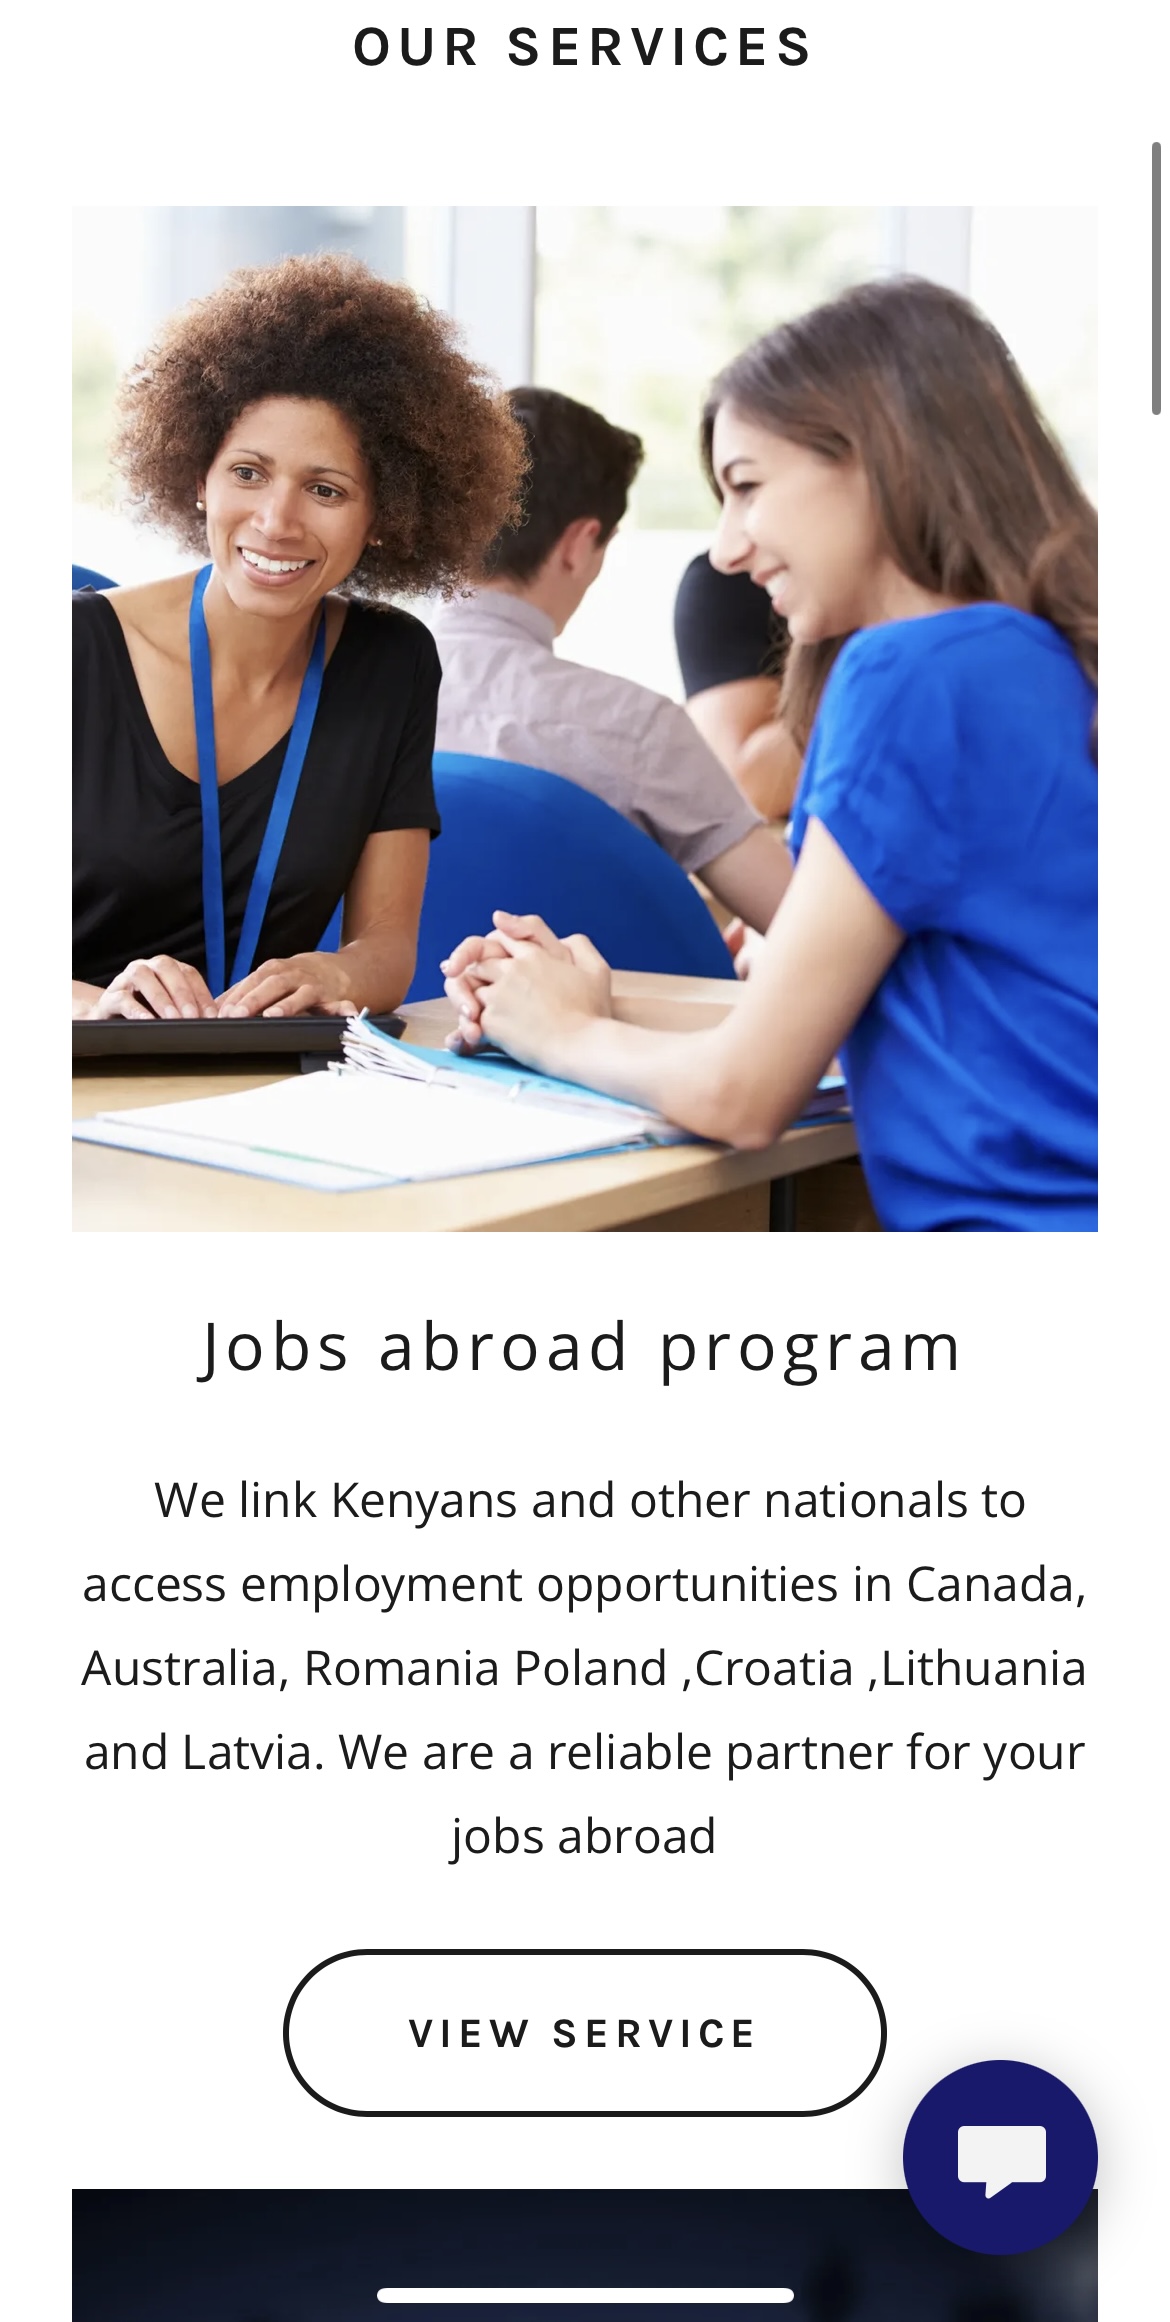 OUR SERVICES
Jobs abroad program
We link Kenyans and other nationals to
access employment opportunities in Canada,
Australia, Romania Poland ,Croatia ,Lithuania
and Latvia. We are a reliable partner for your
jobs abroad
VIEW SERVICE